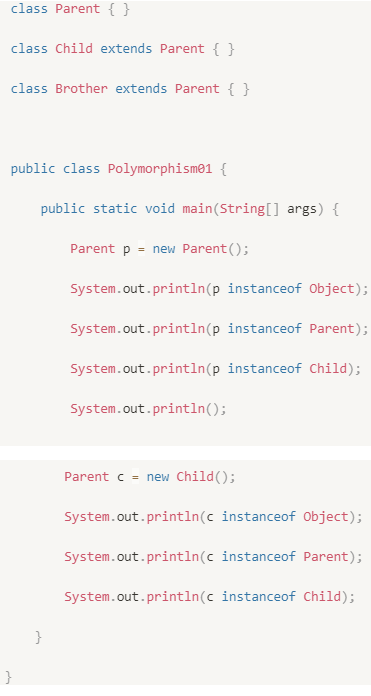 class Parent { }
class Child extends Parent { }
class Brother extends Parent { }
public class Polymorphism01 {
public static void main(String[] args) {
Parent p = new Parent();
System.out.println(p instanceof Object);
System.out.println(p instanceof Parent);
System.out.println(p instanceof Child);
System.out.println();
Parent c = new Child();
System.out.println(c instanceof Object);
System.out.println(c instanceof Parent);
System.out.println(c instanceof Child);
}
}